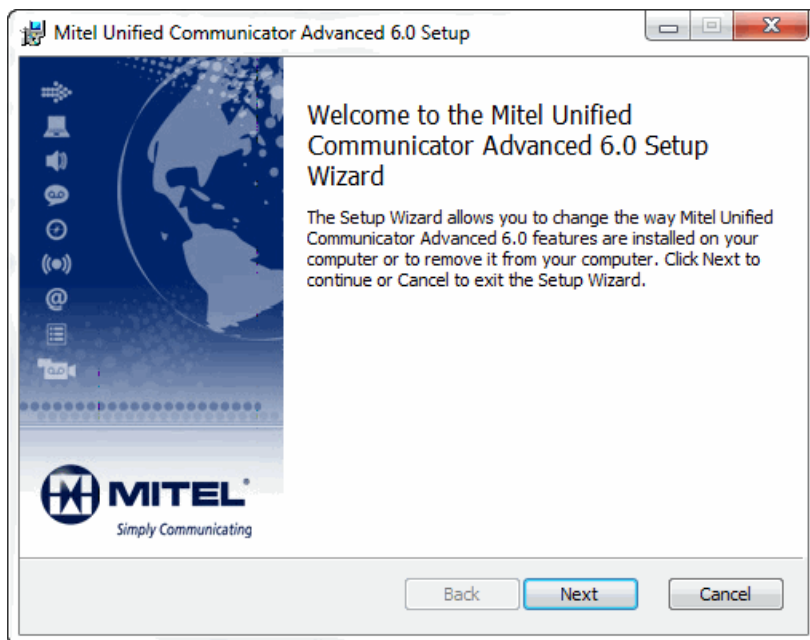 Mitel Unified Communicator Advanced 6.0 Setup
Welcome to the Mitel Unified
Communicator Advanced 6.0 Setup
Wizard
The Setup Wizard allows you to change the way Mitel Unified
Communicator Advanced 6.0 features are installed on your
computer or to remove it from your computer. Click Next to
continue or Cancel to exit the Setup Wizard.
@
MITEL
Simply Communicating
Back
Next
Cancel